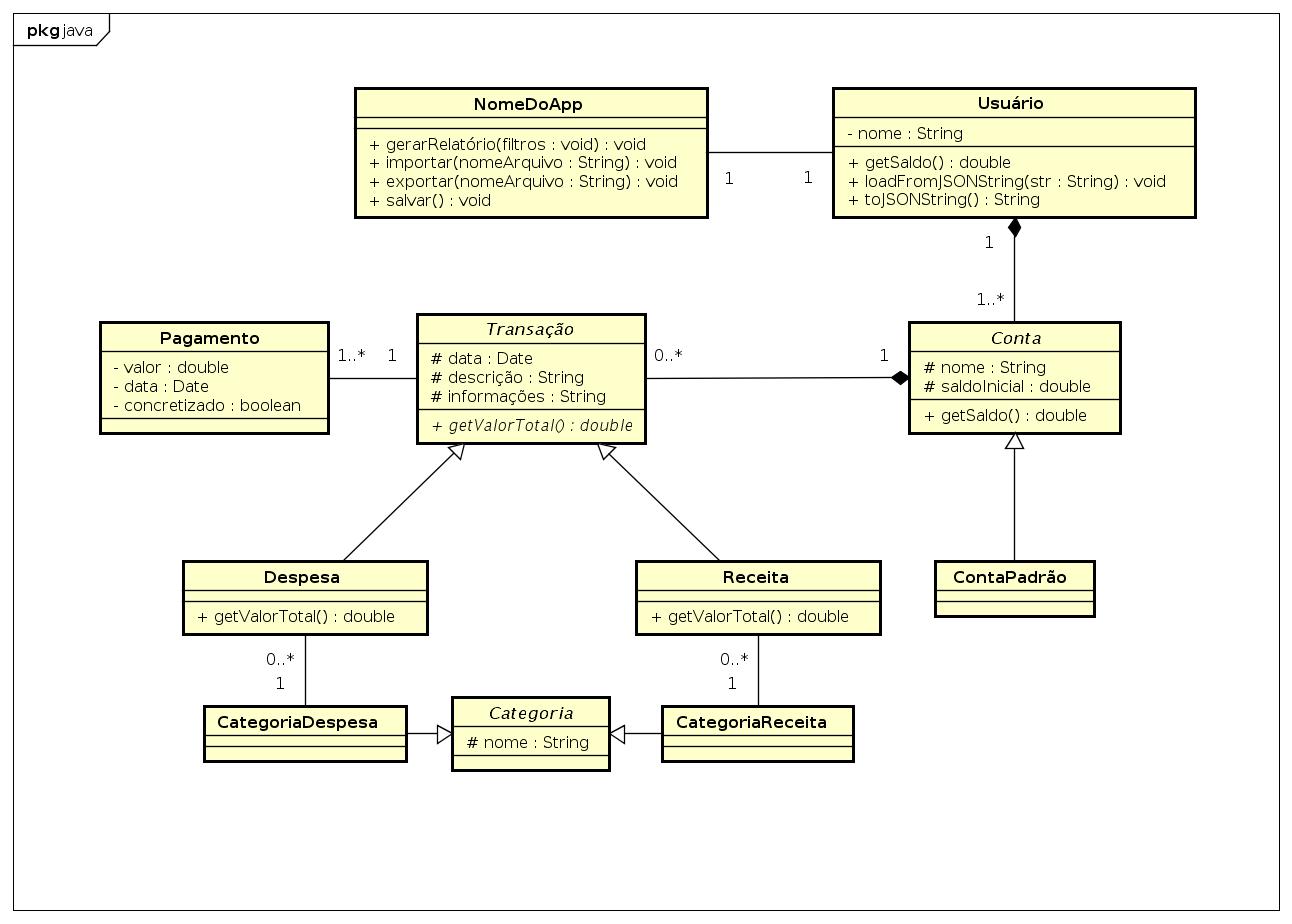 pkg java
NomeDoApp
+ gerarRelatório(filtros : void) : void
+ importar(nomeArquivo : String) : void
+ exportar(nomeArquivo : String) : void
+ salvar() : void
1
1
Usuário
- nome : String
+ getSaldo() : double
+ loadFromJSONString(str : String) : void
+ toJSONString() : String
1
1..*
Pagamento
- valor : double
- data : Date
- concretizado : boolean
1..*
1
Transação
# data : Date
# descrição : String
# informações : String
+ getValorTotal() : double
0..*
1
Conta
# nome : String
# saldoInicial : double
+ getSaldo() : double
Despesa
+ getValorTotal() : double
Receita
+ getValorTotal() : double
ContaPadrão
0..*
1
0..*
1
CategoriaDespesa
Categoria
# nome : String
CategoriaReceita